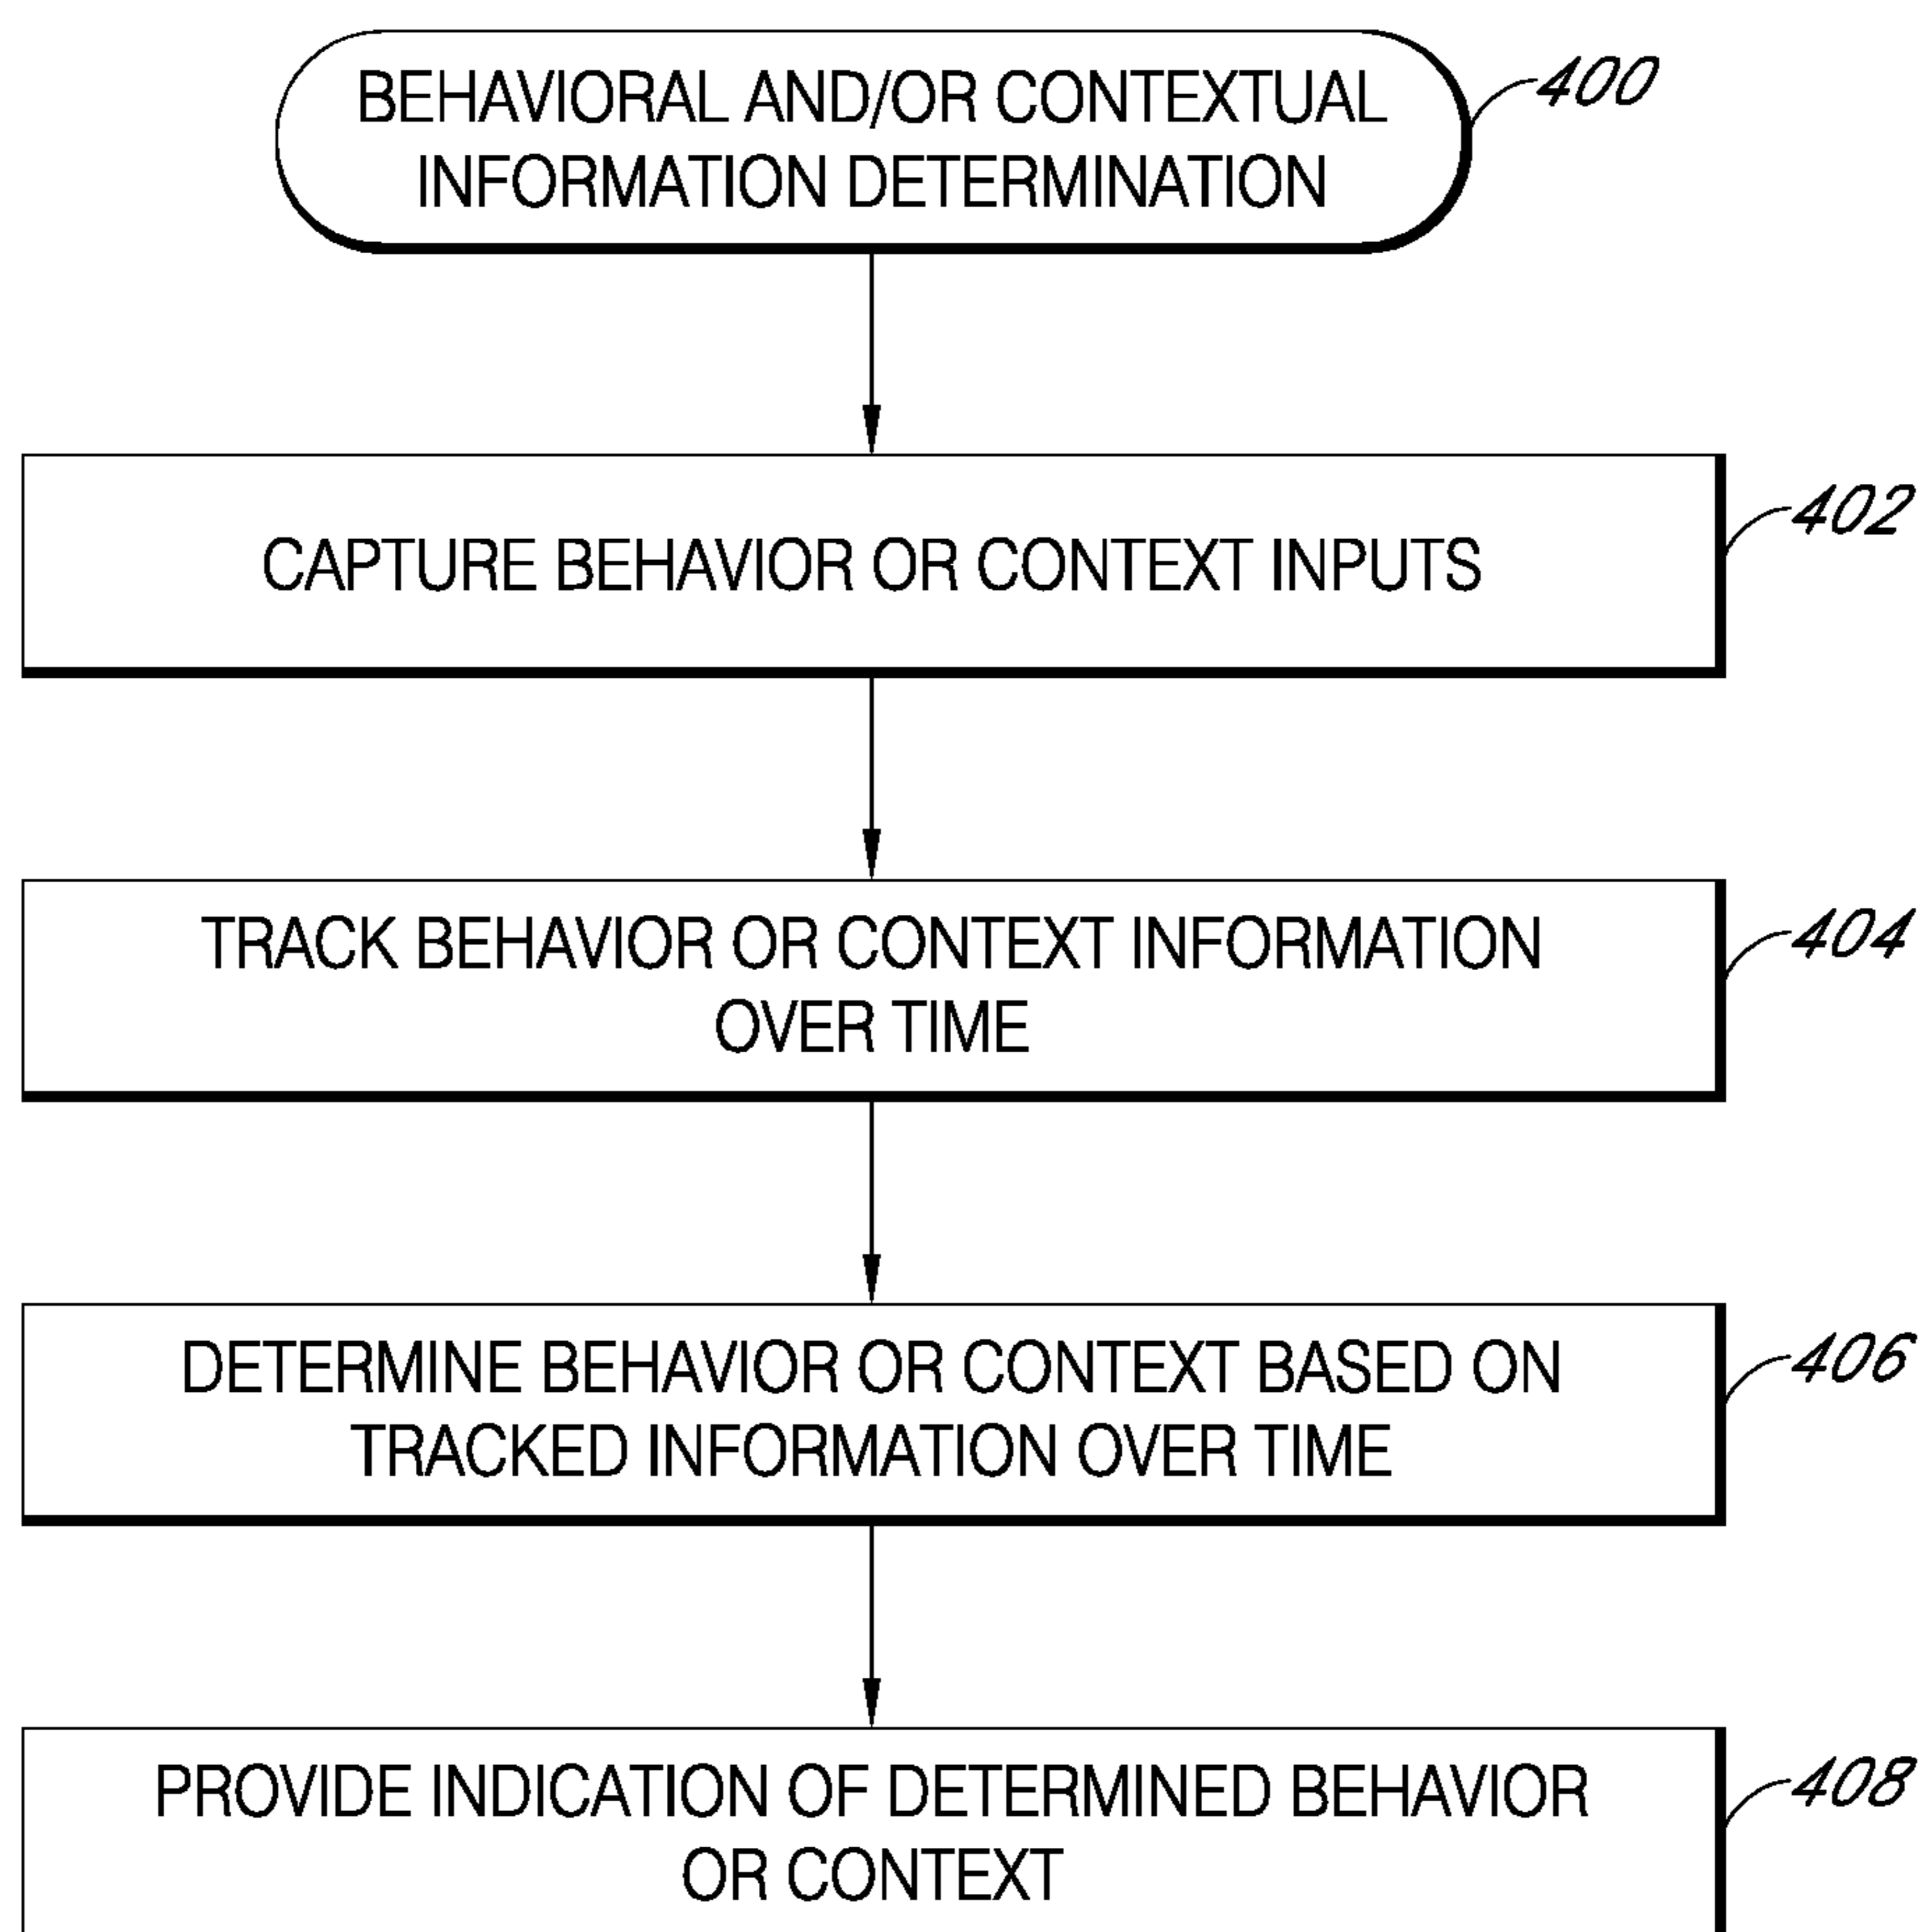 BEHAVIORAL AND/OR CONTEXTUAL
INFORMATION DETERMINATION
400
CAPTURE BEHAVIOR OR CONTEXT INPUTS
402
TRACK BEHAVIOR OR CONTEXT INFORMATION
OVER TIME
404
DETERMINE BEHAVIOR OR CONTEXT BASED ON
TRACKED INFORMATION OVER TIME
406
PROVIDE INDICATION OF DETERMINED BEHAVIOR
OR CONTEXT
408